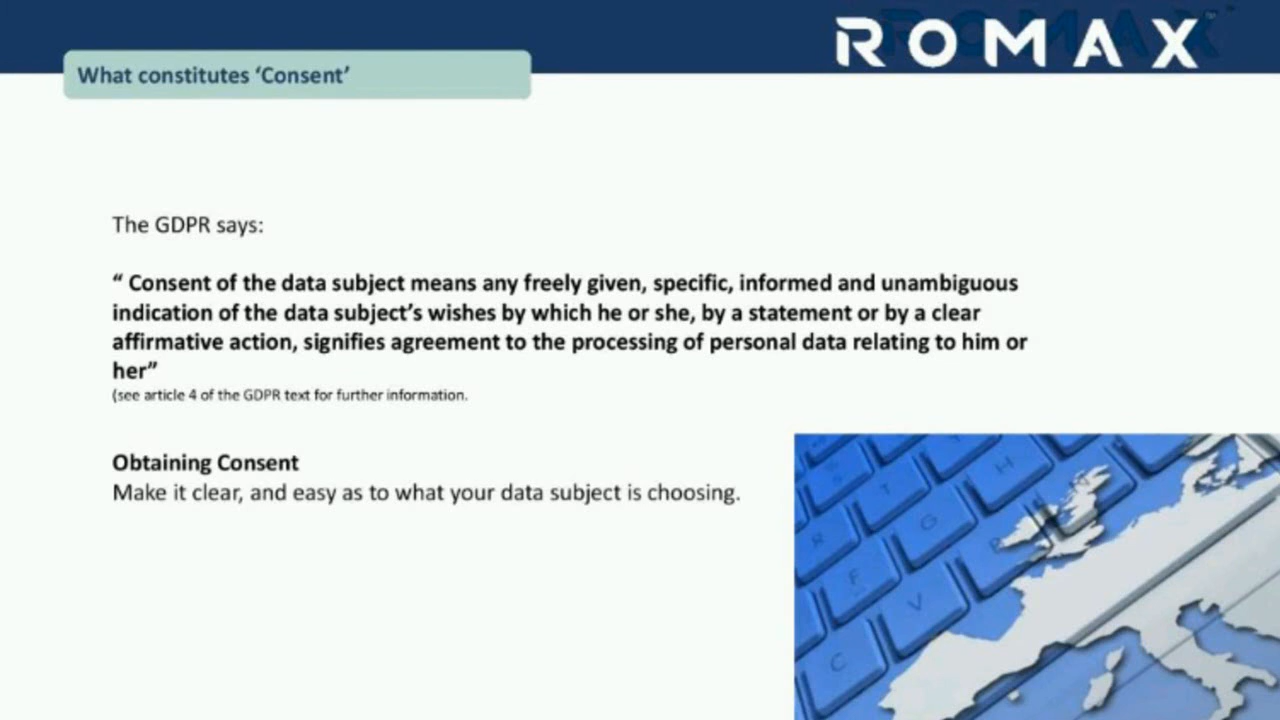 ROMAX
What constitutes ‘Consent’
The GDPR says:
“ Consent of the data subject means any freely given, specific, informed and unambiguous
indication of the data subject’s wishes by which he or she, by a statement or by a clear
affirmative action, signifies agreement to the processing of personal data relating to him or
her”
(see article 4 of the GDPR text for further information.
Obtaining Consent
Make it clear, and easy as to what your data subject is choosing.
H
T
G
R
F
V
C